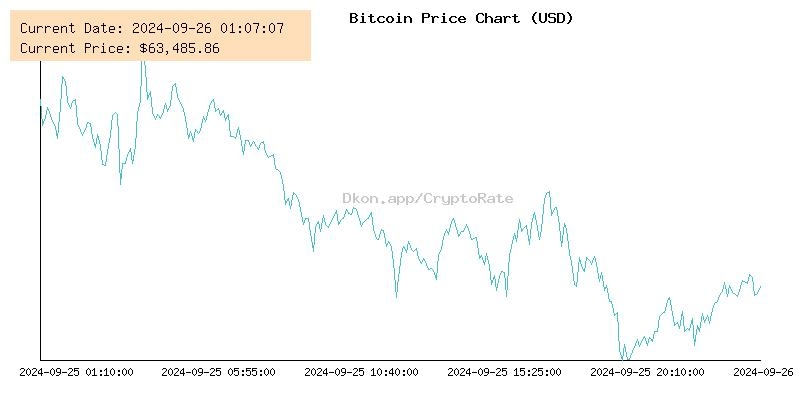 Bitcoin Price Chart (USD)
Current Date: 2024-09-26 01:07:07
Current Price: $63,485.86
Dkon.app/CryptoRate
2024-09-25 01:10:00
2024-09-25 05:55:00
2024-09-25 10:40:00
2024-09-25 15:25:00
2024-09-25 20:10:00
2024-09-26